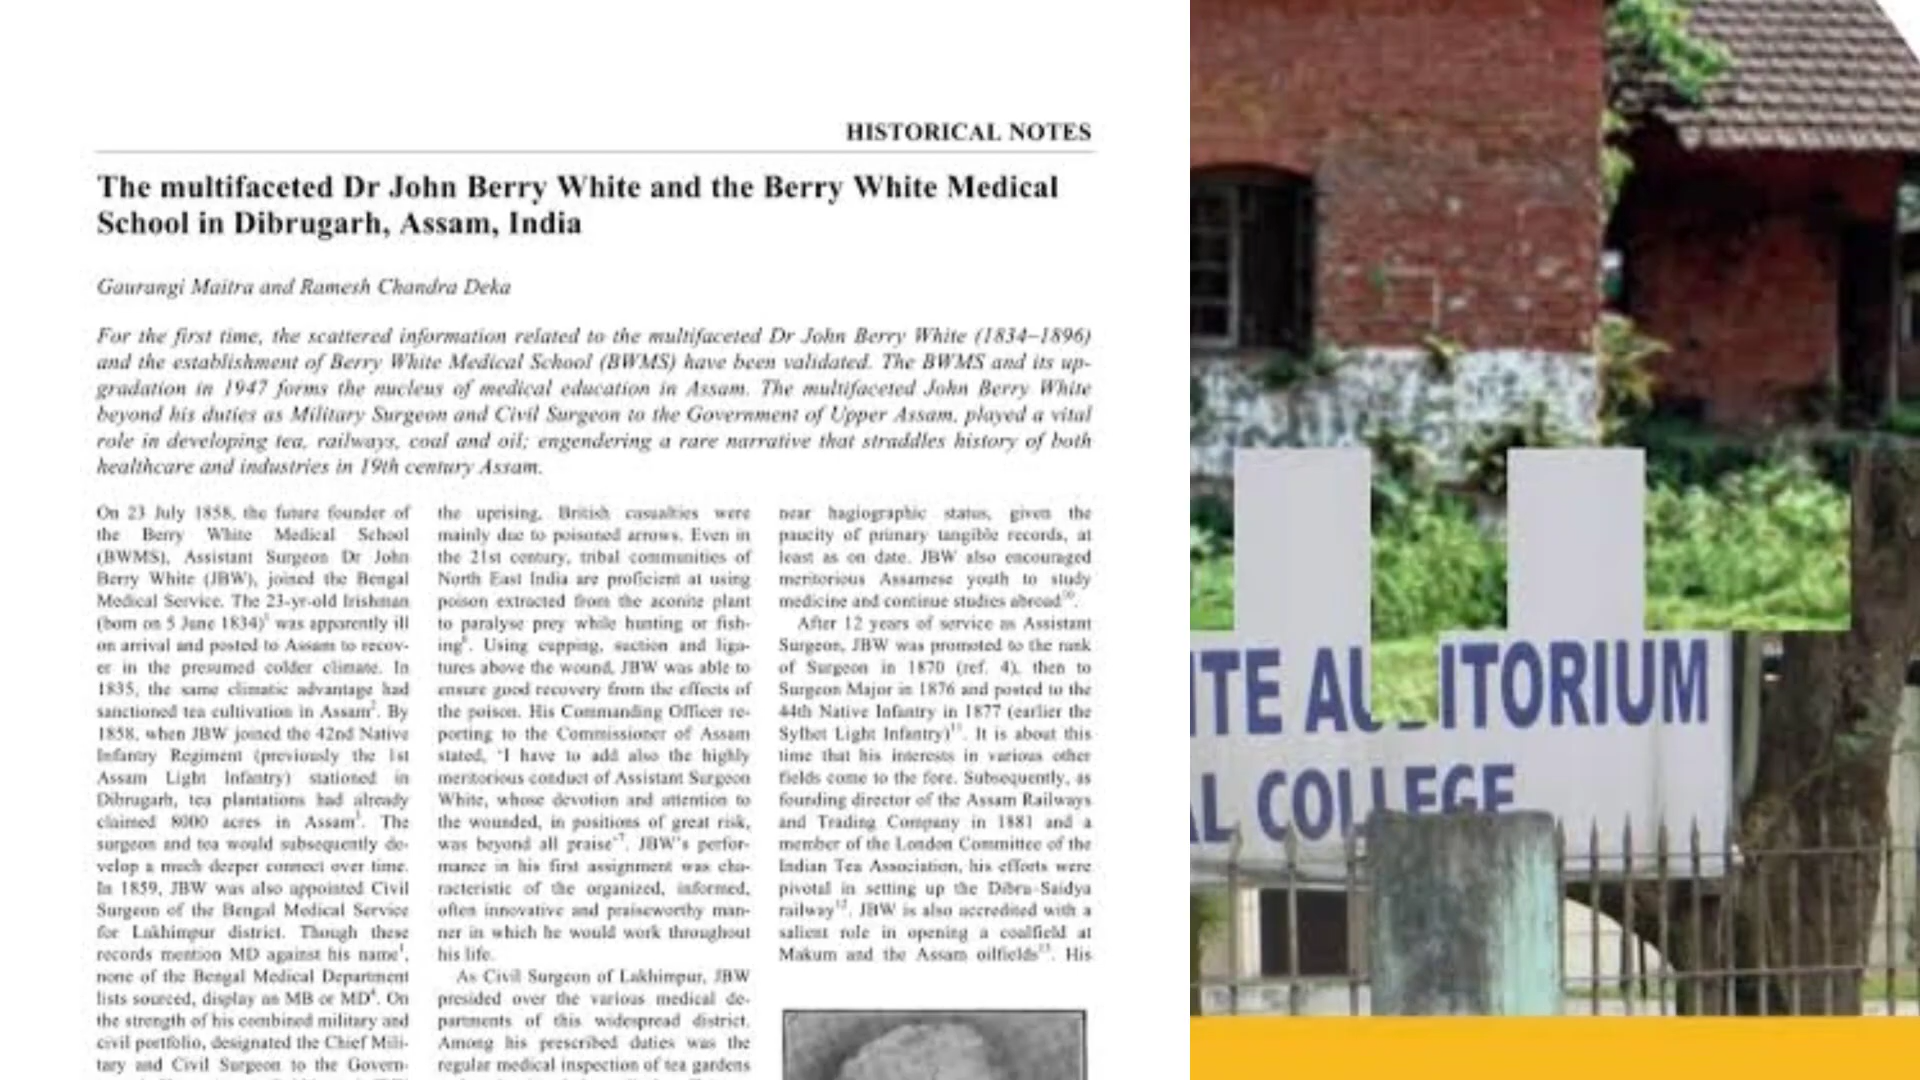 HISTORICAL NOTES
The multifaceted Dr John Berry White and the Berry White Medical
School in Dibrugarh, Assam, India
Gaurangi Maitra and Ramesh Chandra Deka
For the first time, the scattered information related to the multifaceted Dr John Berry White (1834–1896)
and the establishment of Berry White Medical School (BWMS) have been validated. The BWMS and its up-
gradation in 1947 forms the nucleus of medical education in Assam. The multifaceted John Berry White
beyond his duties as Military Surgeon and Civil Surgeon to the Government of Upper Assam, played a vital
role in developing tea, railways, coal and oil; engendering a rare narrative that straddles history of both
healthcare and industries in 19th century Assam.
On 23 July 1858, the future founder of
the Berry White Medical School
(BWMS), Assistant Surgeon Dr John
Berry White (JBW), joined the Bengal
Medical Service. The 23-yr-old Irishman
(born on 5 June 1834)¹ was apparently ill
on arrival and posted to Assam to recov-
er in the presumed colder climate. In
1835, the same climatic advantage had
sanctioned tea cultivation in Assam². By
1858, when JBW joined the 42nd Native
Infantry Regiment (previously the 1st
Assam Light Infantry) stationed in
Dibrugarh, tea plantations had already
claimed 8000 acres in Assam³. The
surgeon and tea would subsequently de-
velop a much deeper connect over time.
In 1859, JBW was also appointed Civil
Surgeon of the Bengal Medical Service
for Lakhimpur district. Though these
records mention MD against his name¹,
none of the Bengal Medical Department
lists sourced, display an MB or MD⁴. On
the strength of his combined military and
civil portfolio, designated the Chief Mili-
tary and Civil Surgeon to the Govern-
the uprising, British casualties were
mainly due to poisoned arrows. Even in
the 21st century, tribal communities of
North East India are proficient at using
poison extracted from the aconite plant
to paralyse prey while hunting or fish-
ing⁶. Using cupping, suction and liga-
tures above the wound, JBW was able to
ensure good recovery from the effects of
the poison. His Commanding Officer re-
porting to the Commissioner of Assam
stated, ‘I have to add also the highly
meritorious conduct of Assistant Surgeon
White, whose devotion and attention to
the wounded, in positions of great risk,
was beyond all praise’⁷. JBW"s perfor-
mance in his first assignment was cha-
racteristic of the organized, informed,
often innovative and praiseworthy man-
ner in which he would work throughout
his life.
As Civil Surgeon of Lakhimpur, JBW
presided over the various medical de-
partments of this widespread district.
Among his prescribed duties was the
regular medical inspection of tea gardens
near hagiographic status, given the
paucity of primary tangible records, at
least as on date. JBW also encouraged
meritorious Assamese youth to study
medicine and continue studies abroad¹⁰.
After 12 years of service as Assistant
Surgeon, JBW was promoted to the rank
of Surgeon in 1870 (ref. 4), then to
Surgeon Major in 1876 and posted to the
44th Native Infantry in 1877 (earlier the
Sylhet Light Infantry)¹¹. It is about this
time that his interests in various other
fields come to the fore. Subsequently, as
founding director of the Assam Railways
and Trading Company in 1881 and a
member of the London Committee of the
Indian Tea Association, his efforts were
pivotal in setting up the Dibru-Saidya
railway¹². JBW is also accredited with a
salient role in opening a coalfield at
Makum and the Assam oilfields¹³. His
ITE AU ITORIUM
AL COLLEGE